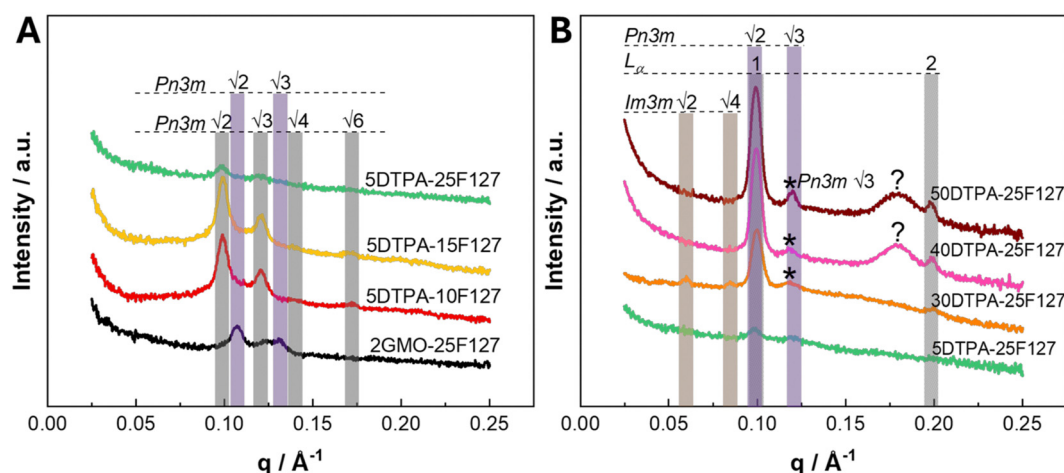 A
Pn3m √2 √3
Pn3m √2 √3 √4 √6
5DTPA-25F127
5DTPA-15F127
5DTPA-10F127
2GMO-25F127
Intensity / a.u.
0.00 0.05 0.10 0.15 0.20 0.25
q / Å-1
B
Pn3m √2 √3
Lα 1 2
Im3m √2 √4
* Pn3m √3
?
50DTPA-25F127
*
?
40DTPA-25F127
*
30DTPA-25F127
5DTPA-25F127
Intensity / a.u.
0.00 0.05 0.10 0.15 0.20 0.25
q / Å-1